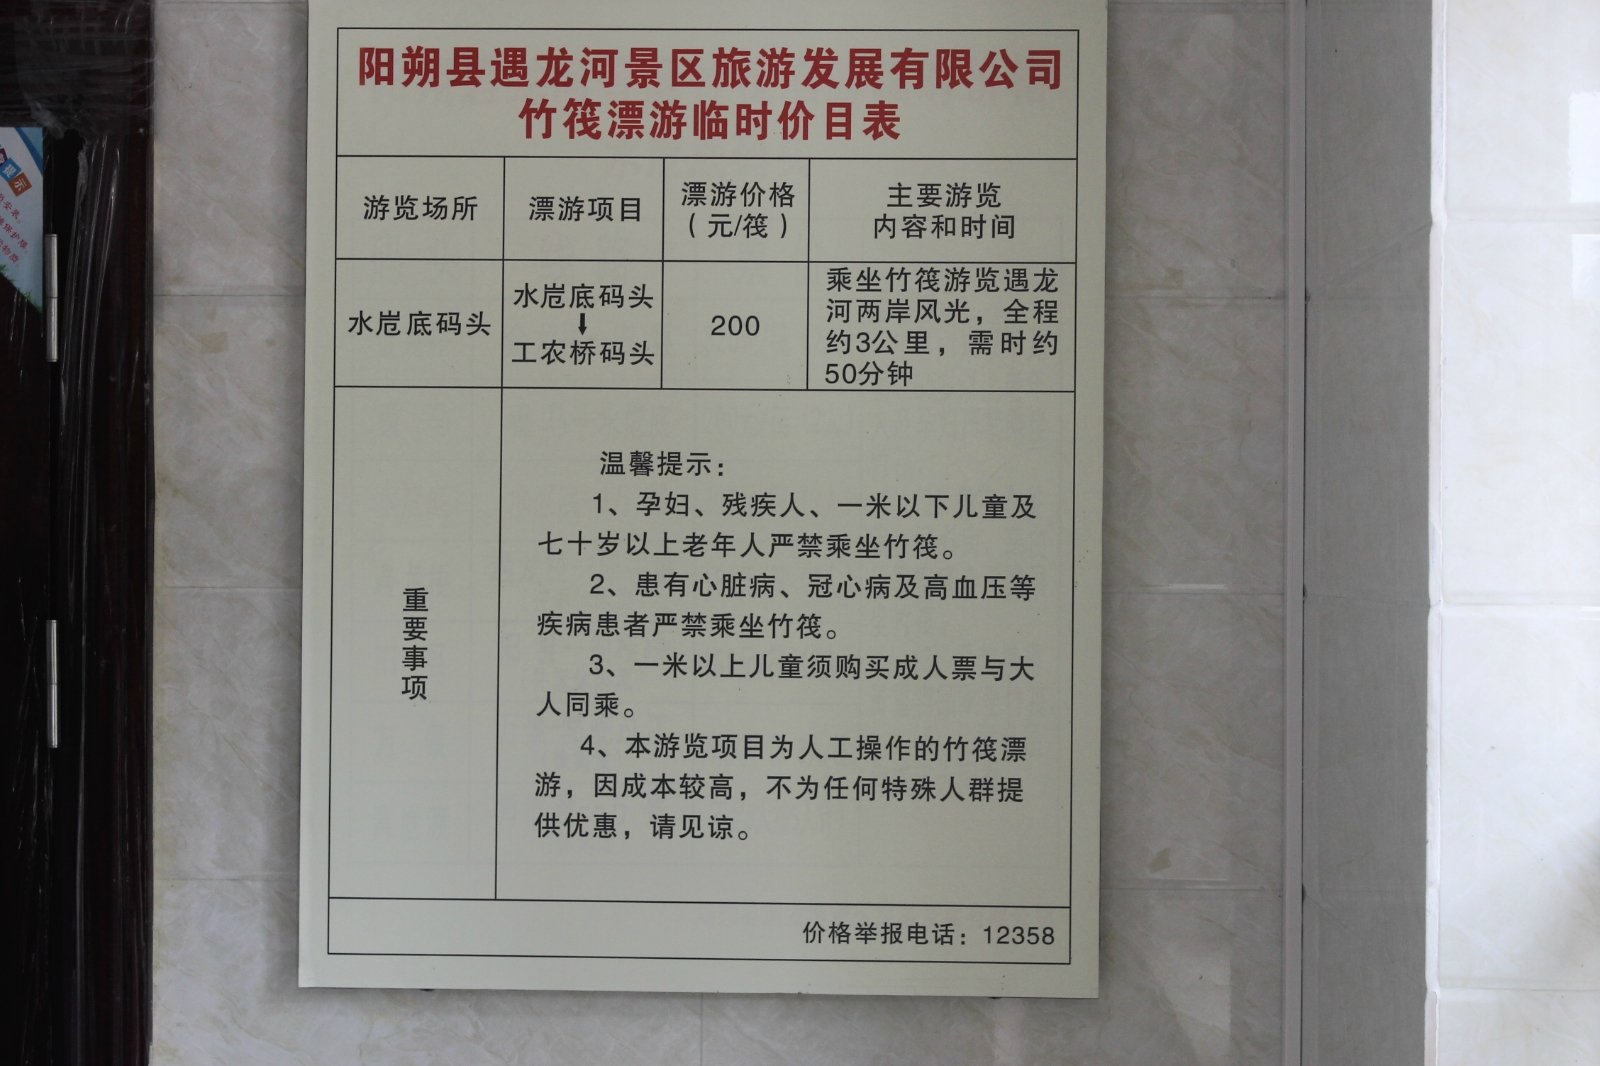 阳朔县遇龙河景区旅游发展有限公司
竹筏漂游临时价目表
游览场所
漂游项目
漂游价格
（元/筏）
主要游览
内容和时间
水崑底码头
水崑底码头
工农桥码头
200
乘坐竹筏游览遇龙
河两岸风光，全程
约3公里，需时约
50分钟
重要事项
温馨提示：
1、孕妇、残疾人、一米以下儿童及
七十岁以上老年人严禁乘坐竹筏。
2、患有心脏病、冠心病及高血压等
疾病患者严禁乘坐竹筏。
3、一米以上儿童须购买成人票与大
人同乘。
4、本游览项目为人工操作的竹筏漂
游，因成本较高，不为任何特殊人群提
供优惠，请见谅。
价格举报电话：12358
提示